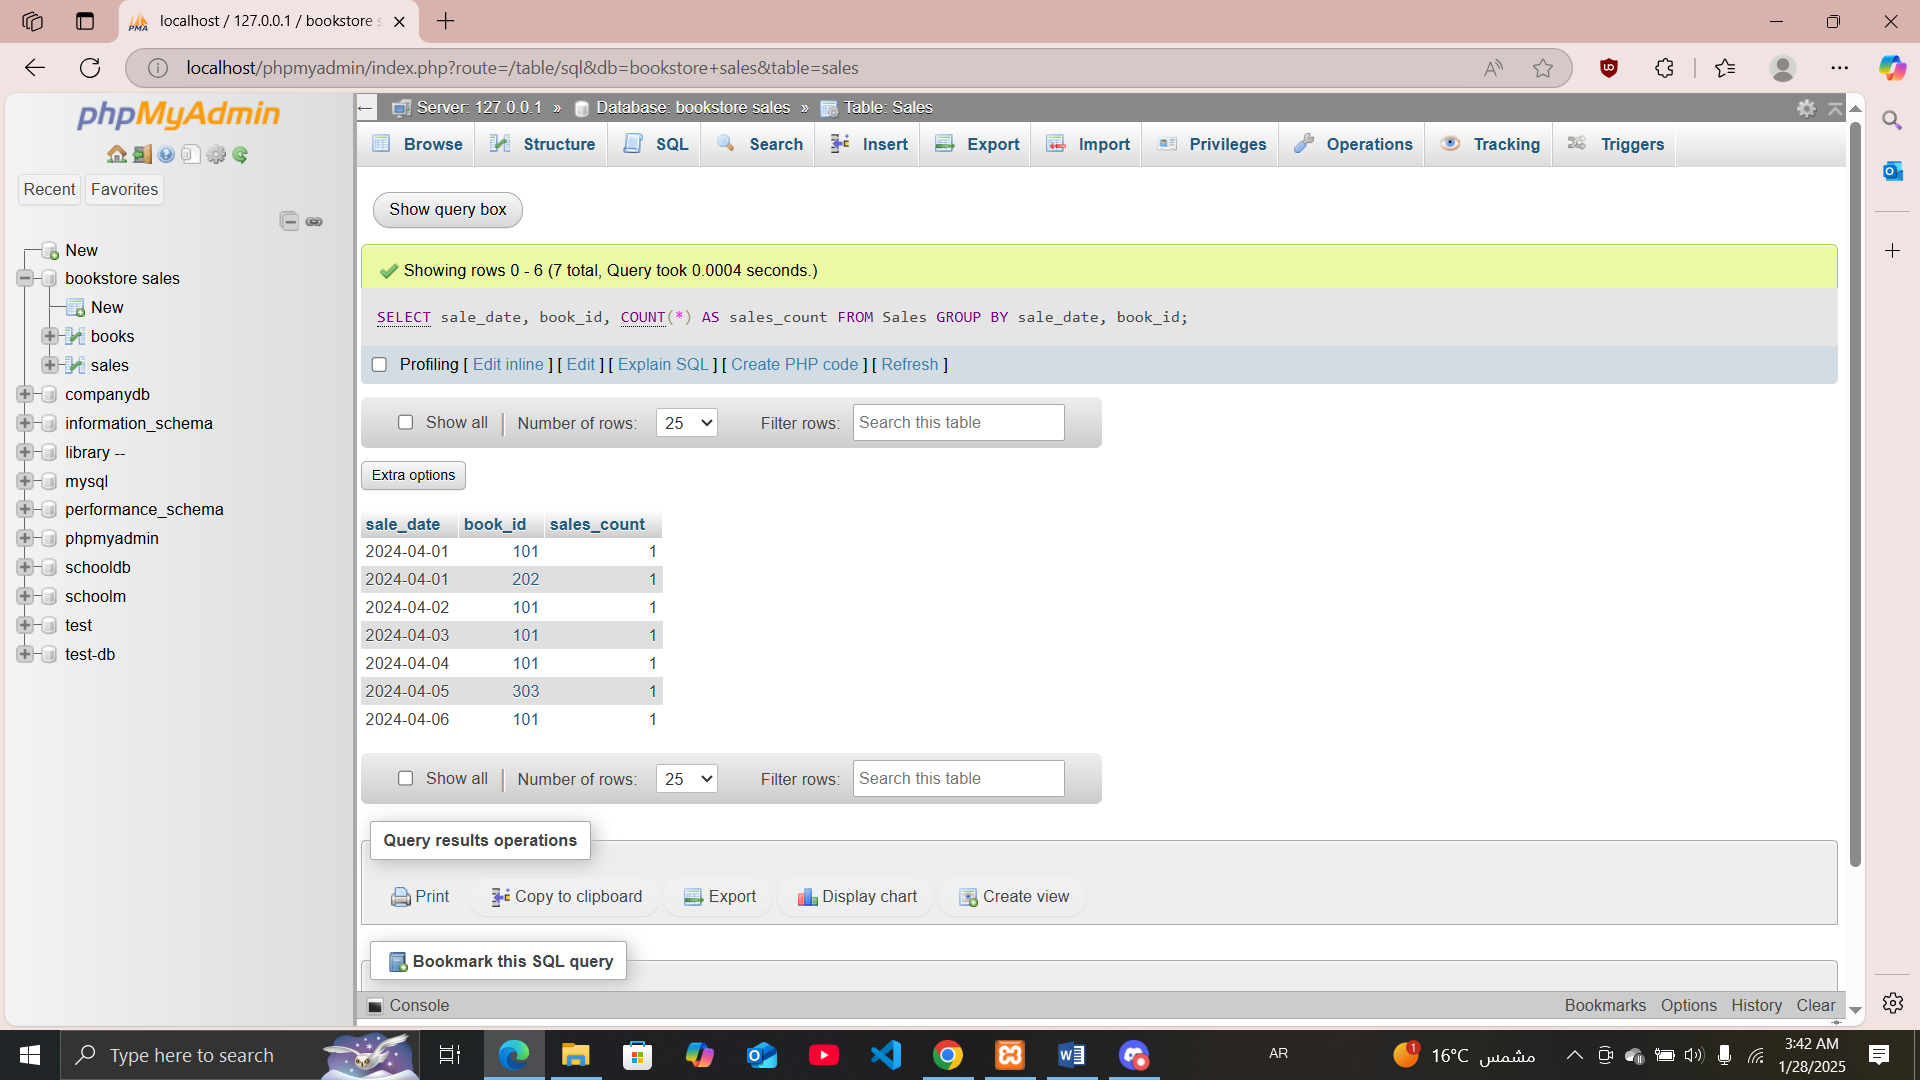 localhost / 127.0.0.1 / bookstore s
localhost/phpmyadmin/index.php?route=/table/sql&db=bookstore+sales&table=sales
phpMyAdmin
Recent
Favorites
New
bookstore sales
New
books
sales
companydb
information_schema
library --
mysql
performance_schema
phpmyadmin
schooldb
schoolm
test
test-db
Server: 127.0.0.1 » Database: bookstore sales » Table: Sales
Browse Structure SQL Search Insert Export Import Privileges Operations Tracking Triggers
Show query box
Showing rows 0 - 6 (7 total, Query took 0.0004 seconds.)
SELECT sale_date, book_id, COUNT(*) AS sales_count FROM Sales GROUP BY sale_date, book_id;
Profiling [ Edit inline ] [ Edit ] [ Explain SQL ] [ Create PHP code ] [ Refresh ]
Show all Number of rows: 25 Filter rows: Search this table
Extra options
sale_date book_id sales_count
2024-04-01 101 1
2024-04-01 202 1
2024-04-02 101 1
2024-04-03 101 1
2024-04-04 101 1
2024-04-05 303 1
2024-04-06 101 1
Show all Number of rows: 25 Filter rows: Search this table
Query results operations
Print Copy to clipboard Export Display chart Create view
Bookmark this SQL query
Console
Bookmarks Options History Clear
Type here to search
AR
1
16°C مشمس
3:42 AM
1/28/2025